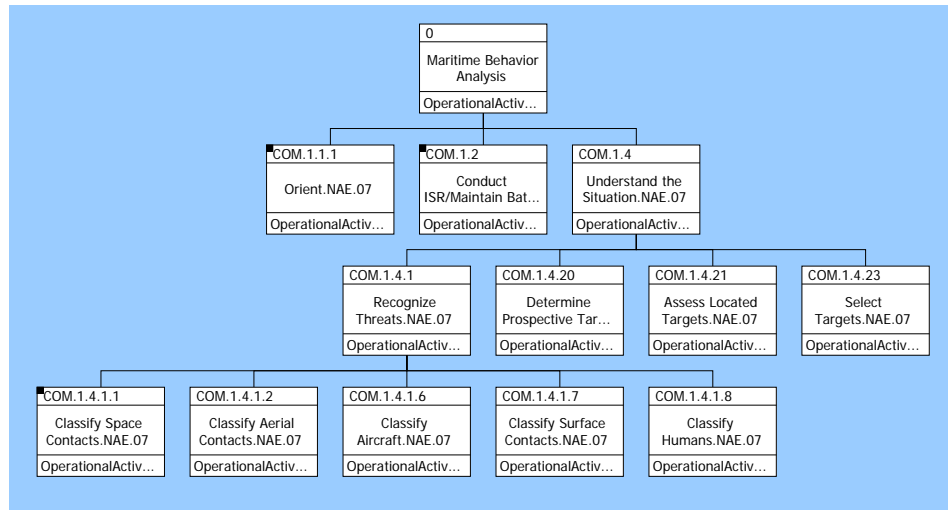 0
Maritime Behavior
Analysis
OperationalActiv...
COM.1.1.1
Orient.NAE.07
OperationalActiv...
COM.1.2
Conduct
ISR/Maintain Bat...
OperationalActiv...
COM.1.4
Understand the
Situation.NAE.07
OperationalActiv...
COM.1.4.1
Recognize
Threats.NAE.07
OperationalActiv...
COM.1.4.20
Determine
Prospective Tar...
OperationalActiv...
COM.1.4.21
Assess Located
Targets.NAE.07
OperationalActiv...
COM.1.4.23
Select
Targets.NAE.07
OperationalActiv...
COM.1.4.1.1
Classify Space
Contacts.NAE.07
OperationalActiv...
COM.1.4.1.2
Classify Aerial
Contacts.NAE.07
OperationalActiv...
COM.1.4.1.6
Classify
Aircraft.NAE.07
OperationalActiv...
COM.1.4.1.7
Classify Surface
Contacts.NAE.07
OperationalActiv...
COM.1.4.1.8
Classify
Humans.NAE.07
OperationalActiv...